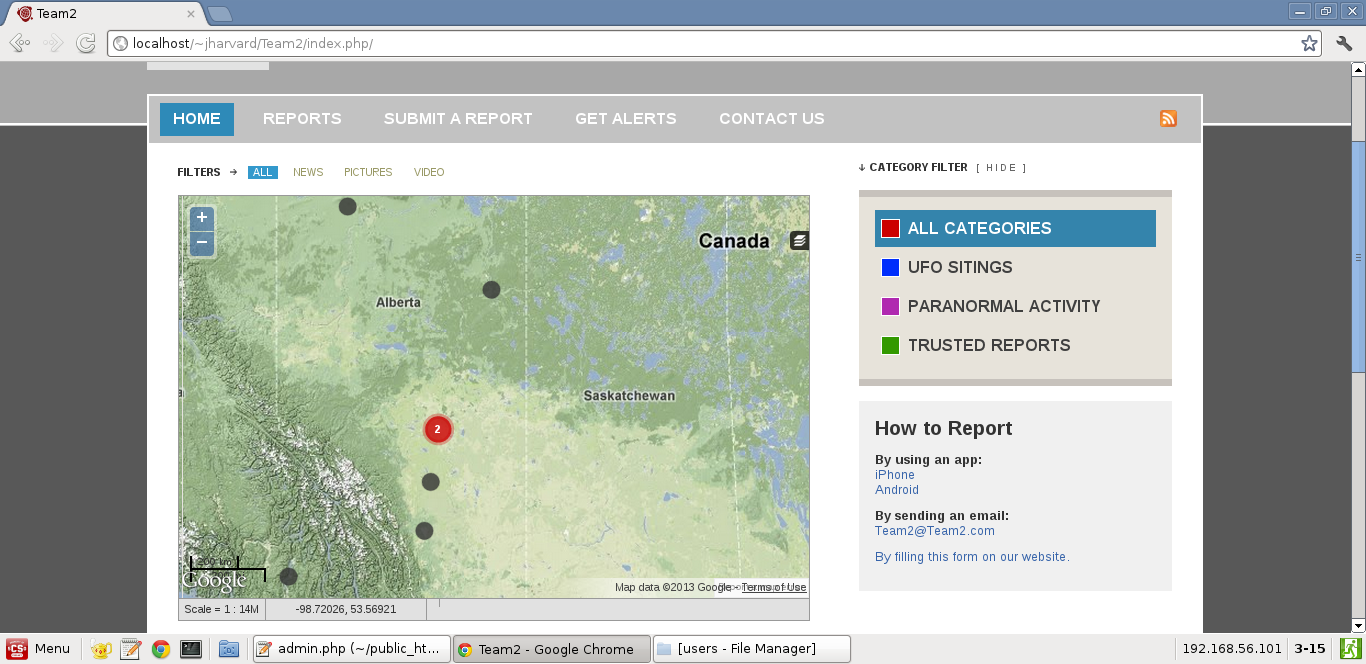 Team2
localhost/~jharvard/Team2/index.php/
HOME REPORTS SUBMIT A REPORT GET ALERTS CONTACT US
FILTERS → ALL NEWS PICTURES VIDEO
↓ CATEGORY FILTER [ HIDE ]
+
−
Canada
Alberta
Saskatchewan
2
200 km
Google
Map data ©2013 Google - Terms of Use
Scale = 1 : 14M
-98.72026, 53.56921
ALL CATEGORIES
UFO SITINGS
PARANORMAL ACTIVITY
TRUSTED REPORTS
How to Report
By using an app:
iPhone
Android
By sending an email:
Team2@Team2.com
By filling this form on our website.
CS50 Menu admin.php (~/public_ht... Team2 - Google Chrome [users - File Manager] 192.168.56.101 3-15